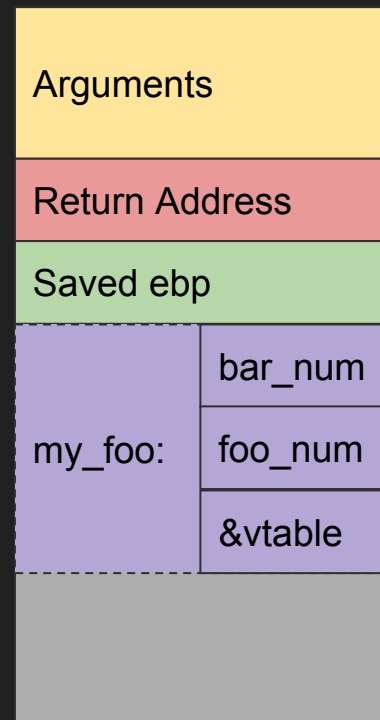 Arguments
Return Address
Saved ebp
my_foo:
bar_num
foo_num
&vtable